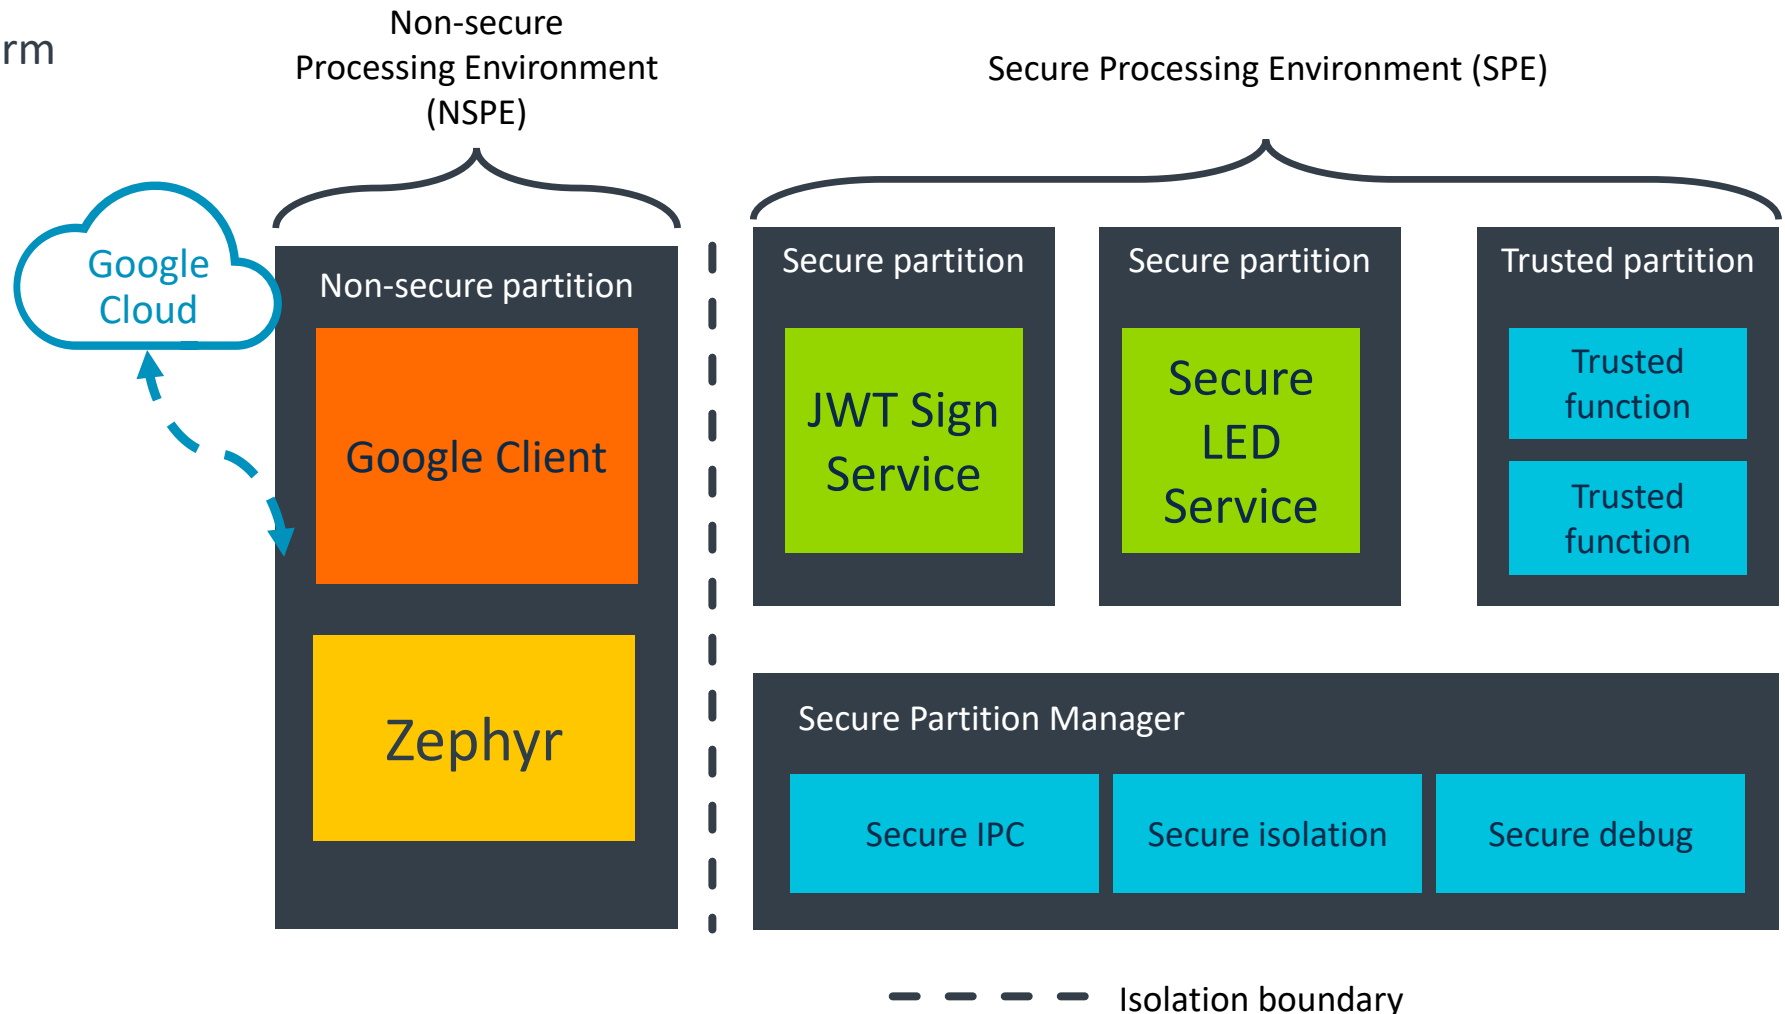 rm
Non-secure
Processing Environment
(NSPE)
Secure Processing Environment (SPE)
Google
Cloud
Non-secure partition
Google Client
Zephyr
Secure partition
JWT Sign
Service
Secure partition
Secure
LED
Service
Trusted partition
Trusted
function
Trusted
function
Secure Partition Manager
Secure IPC
Secure isolation
Secure debug
Isolation boundary